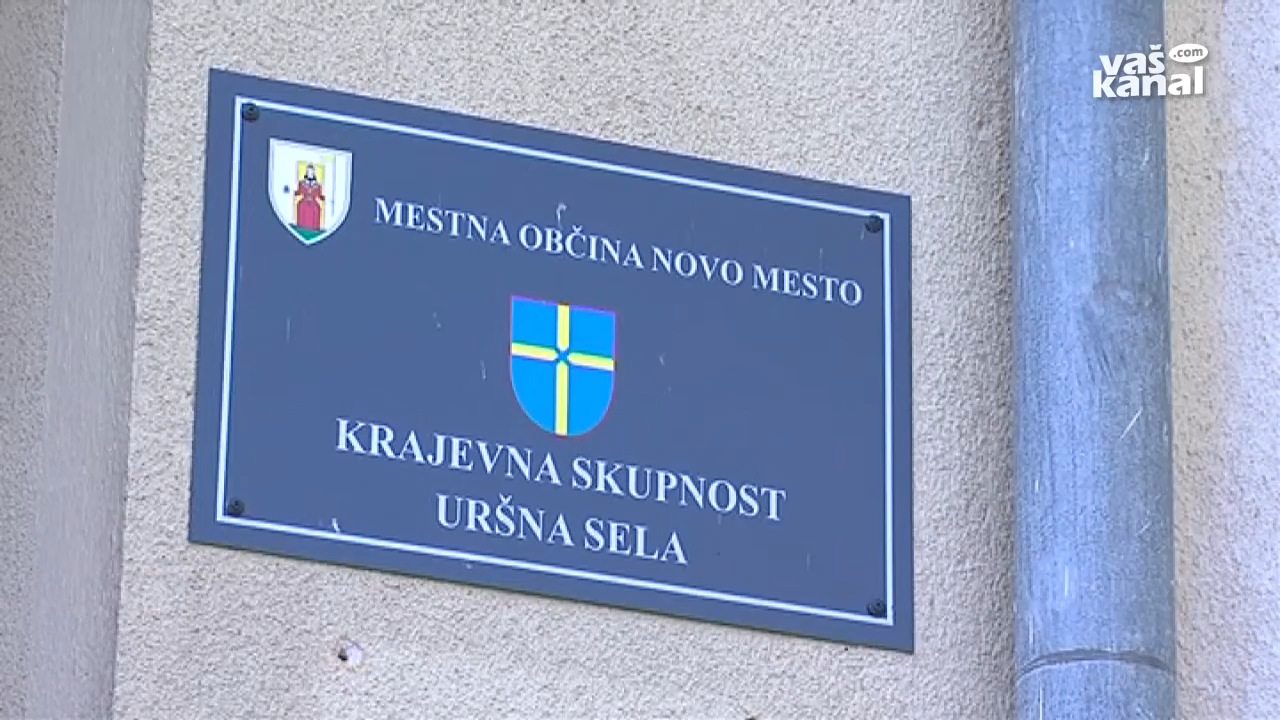 vaš.com
kanal
MESTNA OBČINA NOVO MESTO
KRAJEVNA SKUPNOST
URŠNA SELA